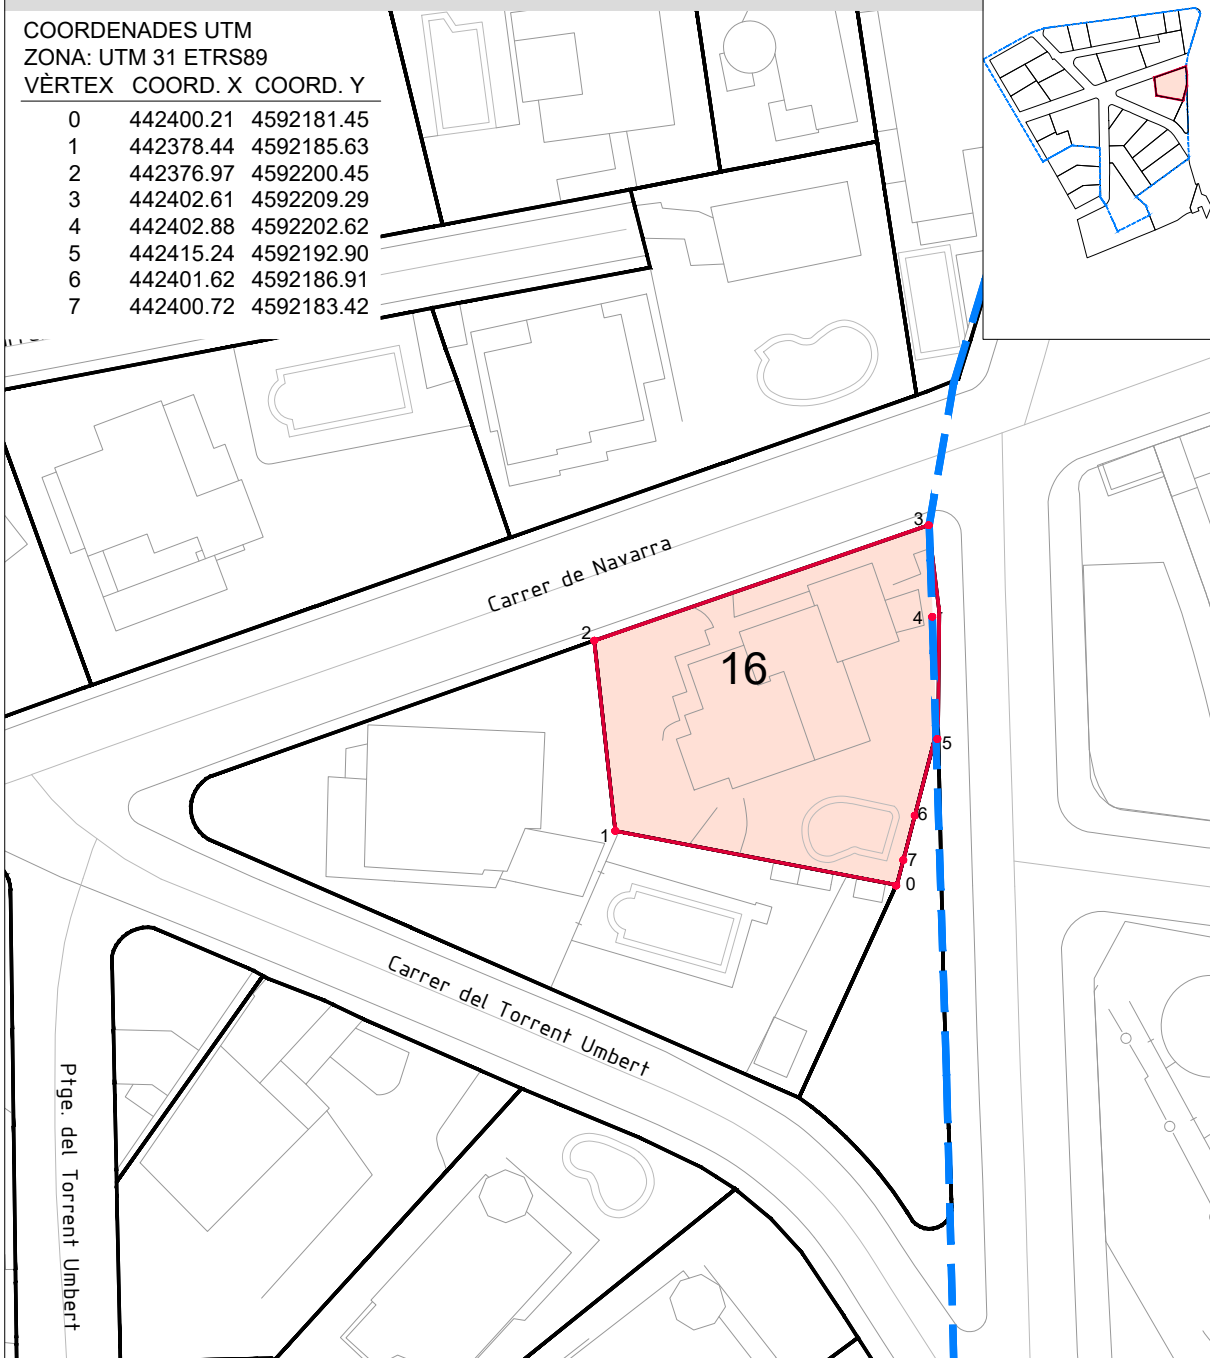 COORDENADES UTM
ZONA: UTM 31 ETRS89
VÈRTEX COORD. X COORD. Y
0 442400.21 4592181.45
1 442378.44 4592185.63
2 442376.97 4592200.45
3 442402.61 4592209.29
4 442402.88 4592202.62
5 442415.24 4592192.90
6 442401.62 4592186.91
7 442400.72 4592183.42
3
Carrer de Navarra
2
4
16
5
6
1
7
0
Carrer del Torrent Umbert
Ptge. del Torrent Umbert